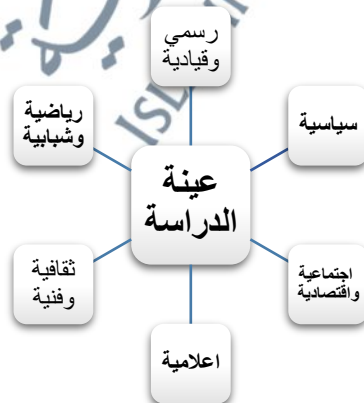 رسمي
وقيادية
سياسية
رياضية
وشبابية
عينة
الدراسة
اجتماعية
واقتصادية
ثقافية
وفنية
اعلامية